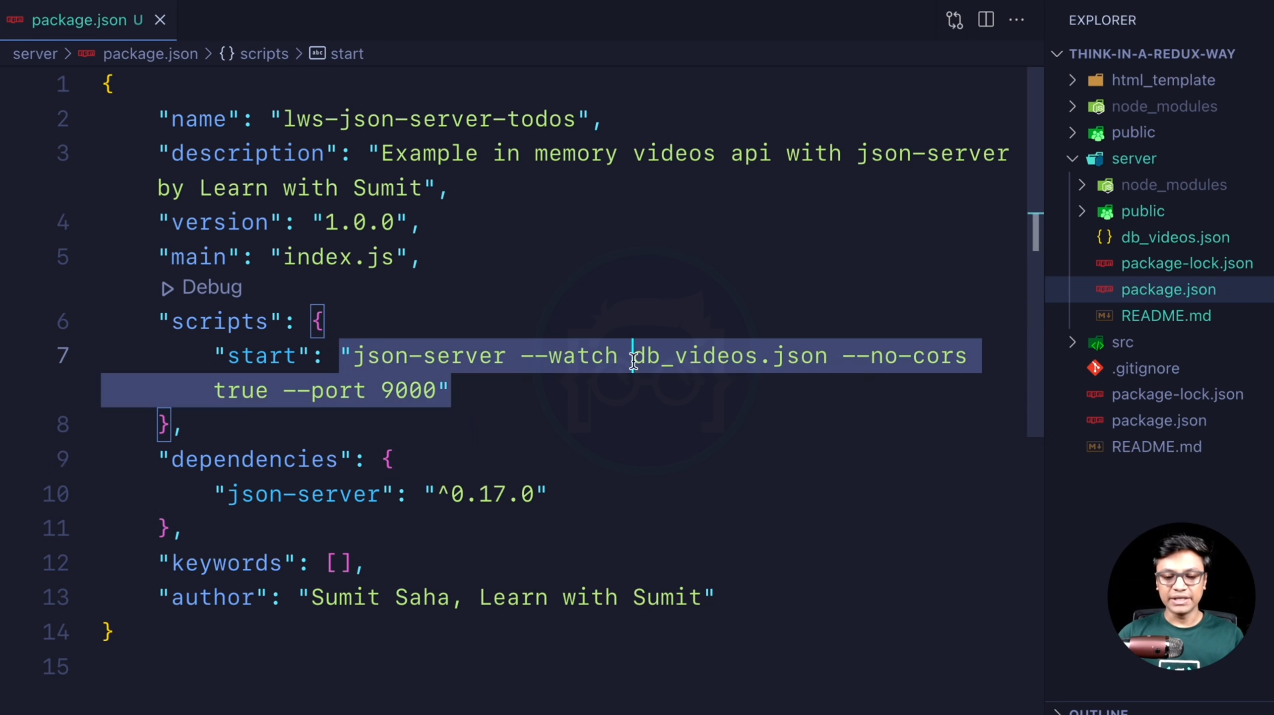 package.json U
EXPLORER
server > package.json > {} scripts > abc start
THINK-IN-A-REDUX-WAY
html_template
node_modules
public
server
node_modules
public
{} db_videos.json
package-lock.json
package.json
README.md
src
.gitignore
package-lock.json
package.json
README.md
OUTLINE
1 {
2 "name": "lws-json-server-todos",
3 "description": "Example in memory videos api with json-server
by Learn with Sumit",
4 "version": "1.0.0",
5 "main": "index.js",
Debug
6 "scripts": {
7 "start": "json-server --watch db_videos.json --no-cors
true --port 9000"
8 },
9 "dependencies": {
10 "json-server": "^0.17.0"
11 },
12 "keywords": [],
13 "author": "Sumit Saha, Learn with Sumit"
14 }
15